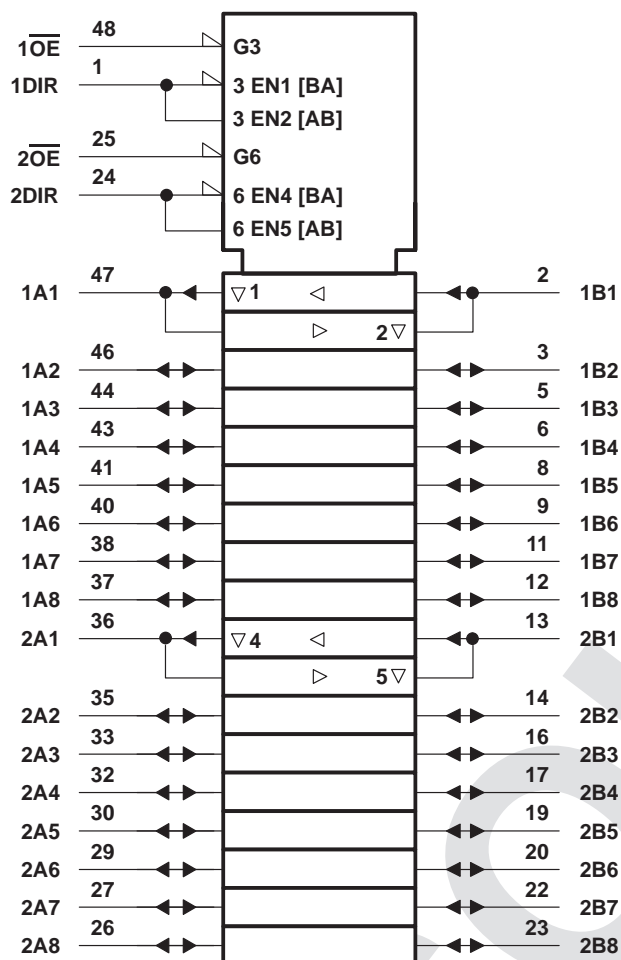 1O̅E̅ 48 G3
1DIR 1 3 EN1 [BA]
3 EN2 [AB]
2O̅E̅ 25 G6
2DIR 24 6 EN4 [BA]
6 EN5 [AB]
1A1 47 ▽1 ◁ 2 1B1
▷ 2▽
1A2 46 3 1B2
1A3 44 5 1B3
1A4 43 6 1B4
1A5 41 8 1B5
1A6 40 9 1B6
1A7 38 11 1B7
1A8 37 12 1B8
2A1 36 ▽4 ◁ 13 2B1
▷ 5▽
2A2 35 14 2B2
2A3 33 16 2B3
2A4 32 17 2B4
2A5 30 19 2B5
2A6 29 20 2B6
2A7 27 22 2B7
2A8 26 23 2B8